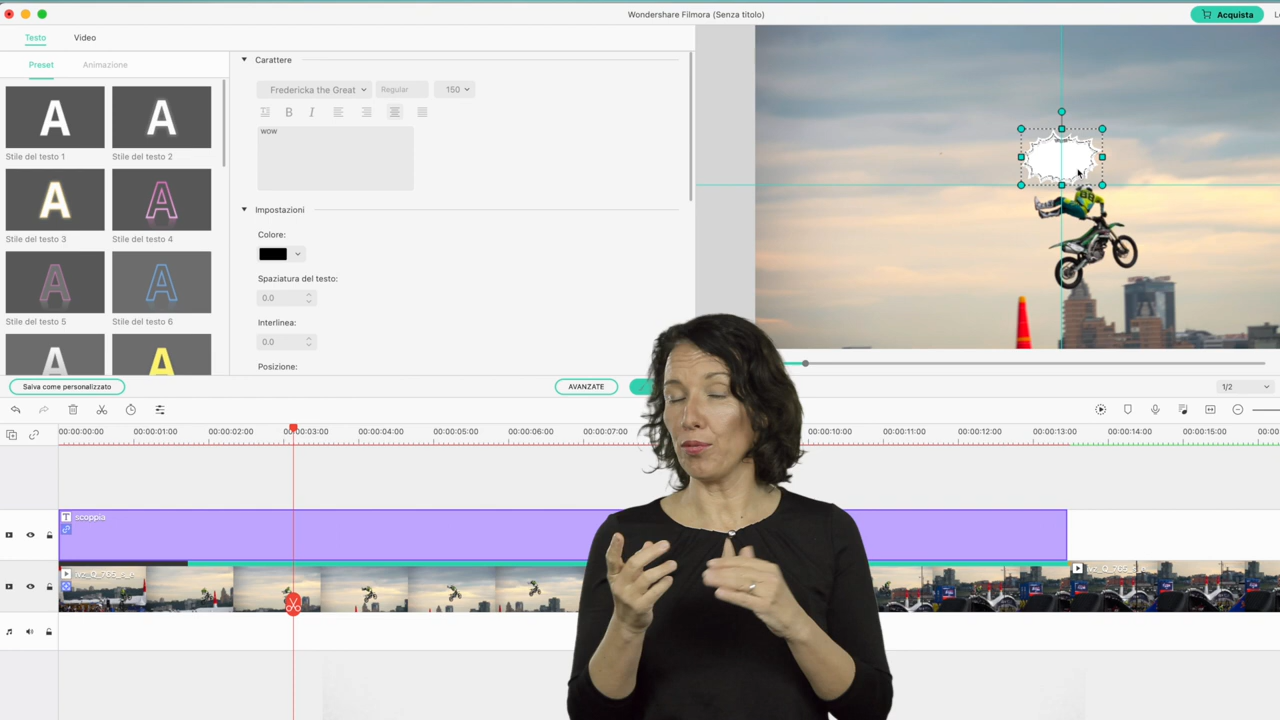 Wondershare Filmora (Senza titolo)
Acquista
Testo
Video
Preset
Animazione
Carattere
Fredericka the Great
Regular
150
wow
Stile del testo 1
Stile del testo 2
Stile del testo 3
Stile del testo 4
Stile del testo 5
Stile del testo 6
Impostazioni
Colore:
Spaziatura del testo:
0.0
Interlinea:
0.0
Posizione:
Salva come personalizzato
AVANZATE
1/2
00:00:00:00
00:00:01:00
00:00:02:00
00:00:03:00
00:00:04:00
00:00:05:00
00:00:06:00
00:00:07:00
00:00:10:00
00:00:11:00
00:00:12:00
00:00:13:00
00:00:14:00
00:00:15:00
scoppia